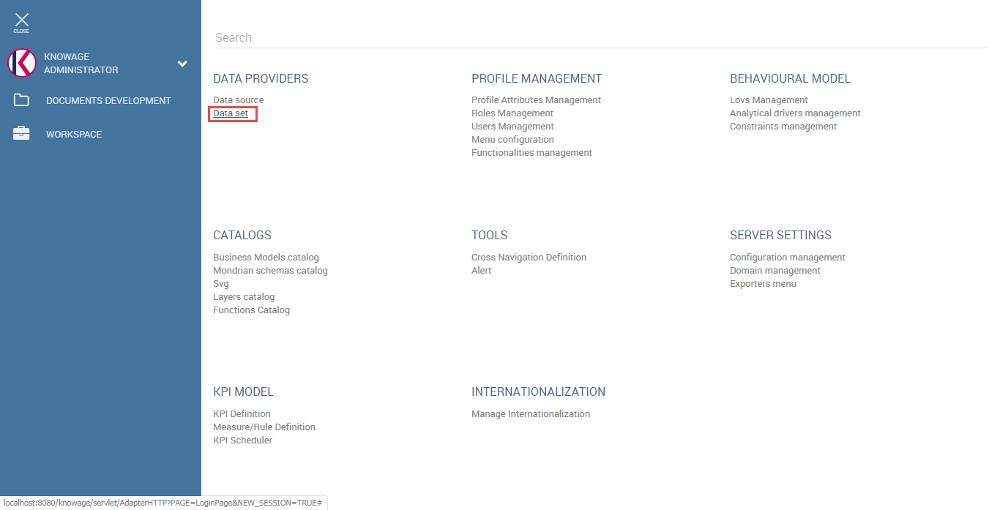 CLOSE
KNOWAGE
ADMINISTRATOR
DOCUMENTS DEVELOPMENT
WORKSPACE
Search
DATA PROVIDERS
Data source
Data set
PROFILE MANAGEMENT
Profile Attributes Management
Roles Management
Users Management
Menu configuration
Functionalities management
BEHAVIOURAL MODEL
Lovs Management
Analytical drivers management
Constraints management
CATALOGS
Business Models catalog
Mondrian schemas catalog
Svg
Layers catalog
Functions Catalog
TOOLS
Cross Navigation Definition
Alert
SERVER SETTINGS
Configuration management
Domain management
Exporters menu
KPI MODEL
KPI Definition
Measure/Rule Definition
KPI Scheduler
INTERNATIONALIZATION
Manage Internationalization
localhost:8080/knowage/servlet/AdapterHTTP?PAGE=LoginPage&NEW_SESSION=TRUE#